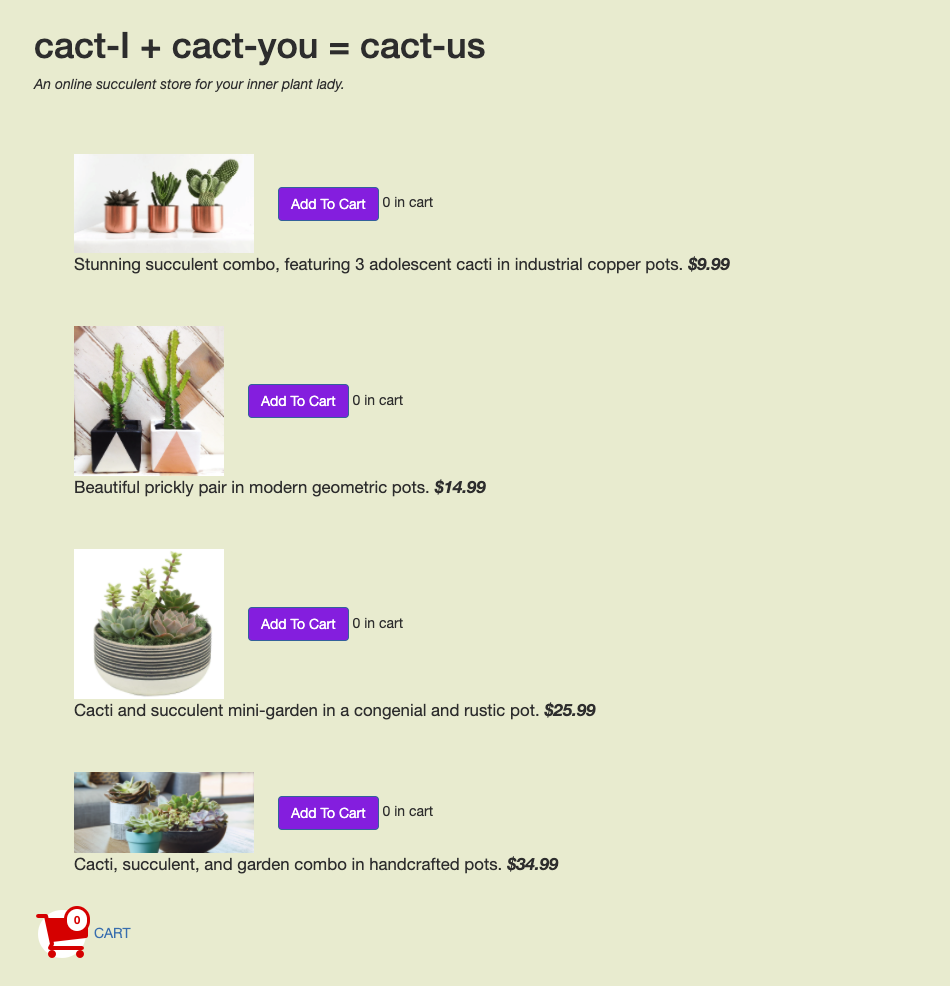 cact-I + cact-you = cact-us
An online succulent store for your inner plant lady.
Add To Cart 0 in cart
Stunning succulent combo, featuring 3 adolescent cacti in industrial copper pots. $9.99
Add To Cart 0 in cart
Beautiful prickly pair in modern geometric pots. $14.99
Add To Cart 0 in cart
Cacti and succulent mini-garden in a congenial and rustic pot. $25.99
Add To Cart 0 in cart
Cacti, succulent, and garden combo in handcrafted pots. $34.99
0
CART